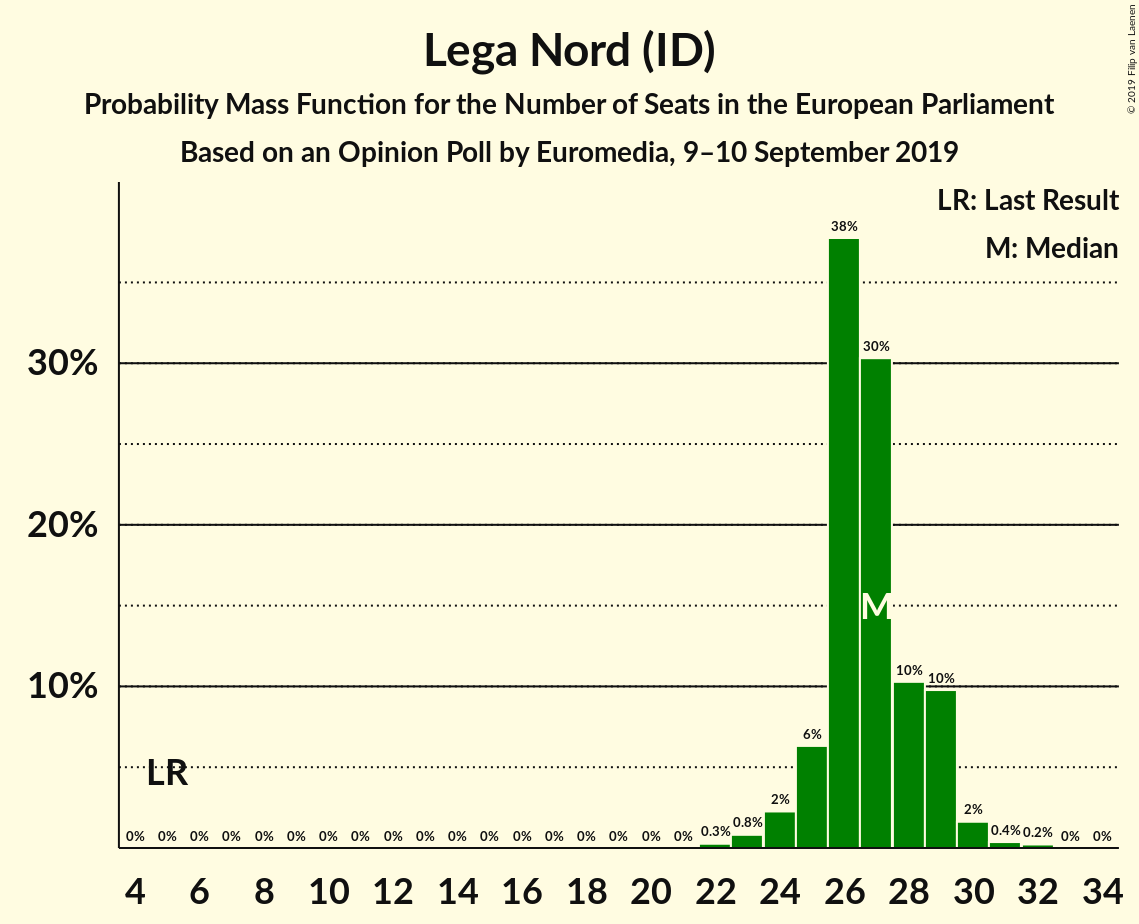 Lega Nord (ID)
Probability Mass Function for the Number of Seats in the European Parliament
Based on an Opinion Poll by Euromedia, 9–10 September 2019
© 2019 Filip van Laenen
LR: Last Result
M: Median
38%
30%
30%
20%
M
10%
10% 10%
6%
LR
2% 2%
0% 0% 0% 0% 0% 0% 0% 0% 0% 0% 0% 0% 0% 0% 0% 0% 0% 0% 0.3% 0.8% 0.4% 0.2% 0% 0%
4 6 8 10 12 14 16 18 20 22 24 26 28 30 32 34